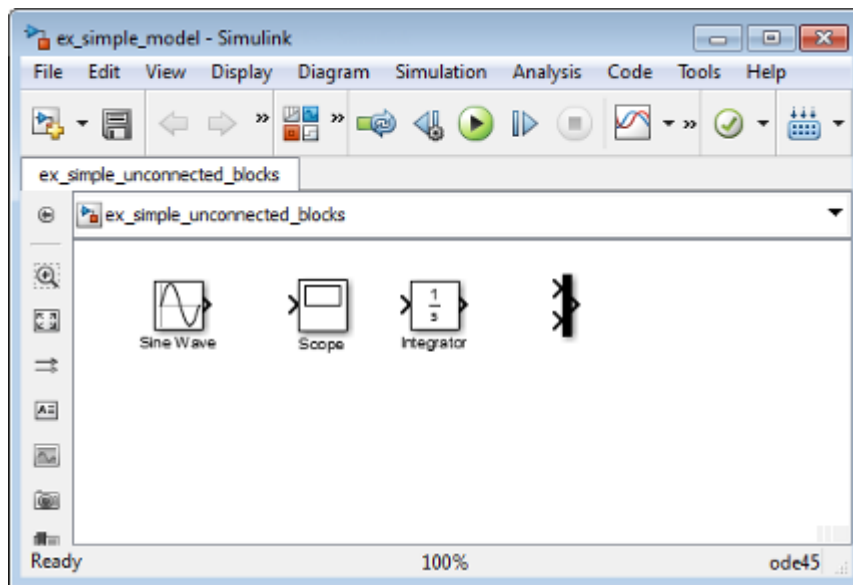 ex_simple_model - Simulink
File Edit View Display Diagram Simulation Analysis Code Tools Help
ex_simple_unconnected_blocks
ex_simple_unconnected_blocks
1
s
Sine Wave Scope Integrator
A
Ready 100% ode45